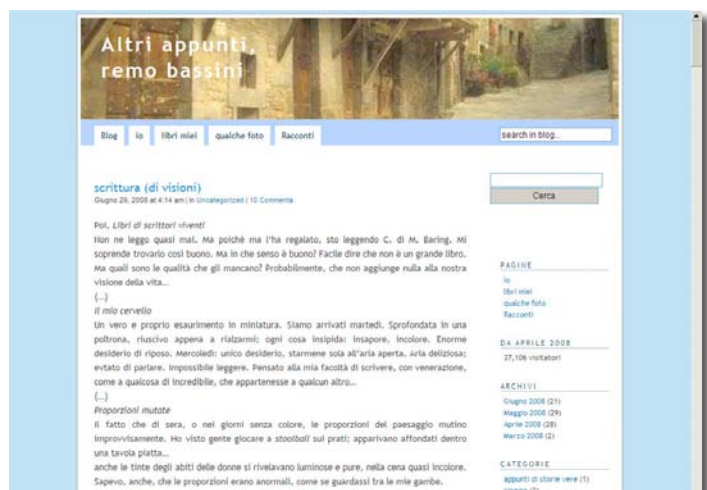 Altri appunti,
remo bassini
Blog io libri miei qualche foto Racconti
search in blog...
scrittura (di visioni)
Giugno 29, 2008 at 4:14 am | in Uncategorized | 10 Comments
Poi, Libri di scrittori viventi
Non ne leggo quasi mai. Ma poichè ma l'ha regalato, sto leggendo C. di M. Baring. Mi
soprende trovarlo così buono. Ma in che senso è buono? Facile dire che non è un grande libro.
Ma quali sono le qualità che gli mancano? Probabilmente, che non aggiunge nulla alla nostra
visione della vita...
(...)
Il mio cervello
Un vero e proprio esaurimento in miniatura. Siamo arrivati martedì. Sprofondata in una
poltrona, riuscivo appena a rialzarmi; ogni cosa insipida: insapore, incolore. Enorme
desiderio di riposo. Mercoledì: unico desiderio, starmene sola all'aria aperta. Aria deliziosa;
evtato di parlare. Impossibile leggere. Pensato alla mia facoltà di scrivere, con venerazione,
come a qualcosa di incredibile, che appartenesse a qualcun altro...
(...)
Proporzioni mutate
Il fatto che di sera, o nei giorni senza colore, le proporzioni del paesaggio mutino
improvvisamente. Ho visto gente giocare a stoolball sui prati; apparivano affondati dentro
una tavola piatta...
anche le tinte degli abiti delle donne si rivelavano luminose e pure, nella cena quasi incolore.
Sapevo, anche, che le proporzioni erano anormali, come se guardassi tra le mie gambe.
Cerca
PAGINE
io
libri miei
qualche foto
Racconti
DA APRILE 2008
27,106 visitatori
ARCHIVI
Giugno 2008 (21)
Maggio 2008 (29)
Aprile 2008 (28)
Marzo 2008 (2)
CATEGORIE
appunti di storie vere (1)